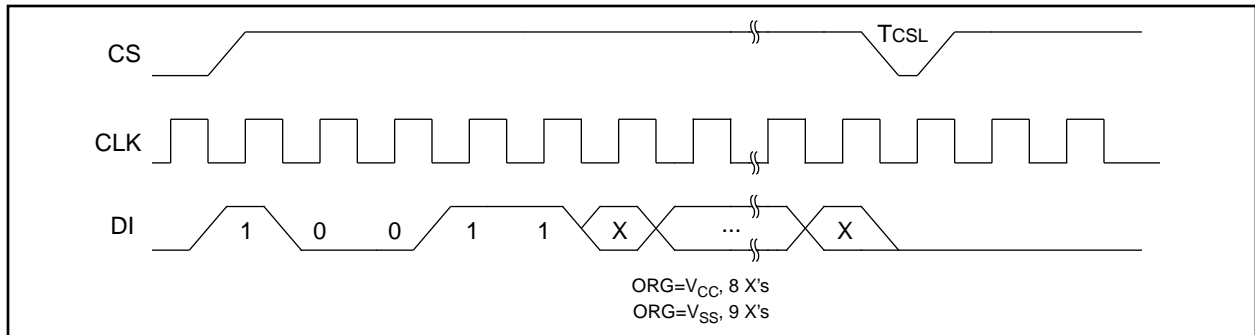 CS TCSL
CLK
DI 1 0 0 1 1 X ... X
ORG=VCC, 8 X's
ORG=VSS, 9 X's